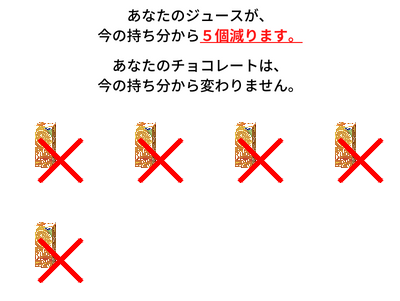 あなたのジュースが、
今の持ち分から５個減ります。
あなたのチョコレートは、
今の持ち分から変わりません。